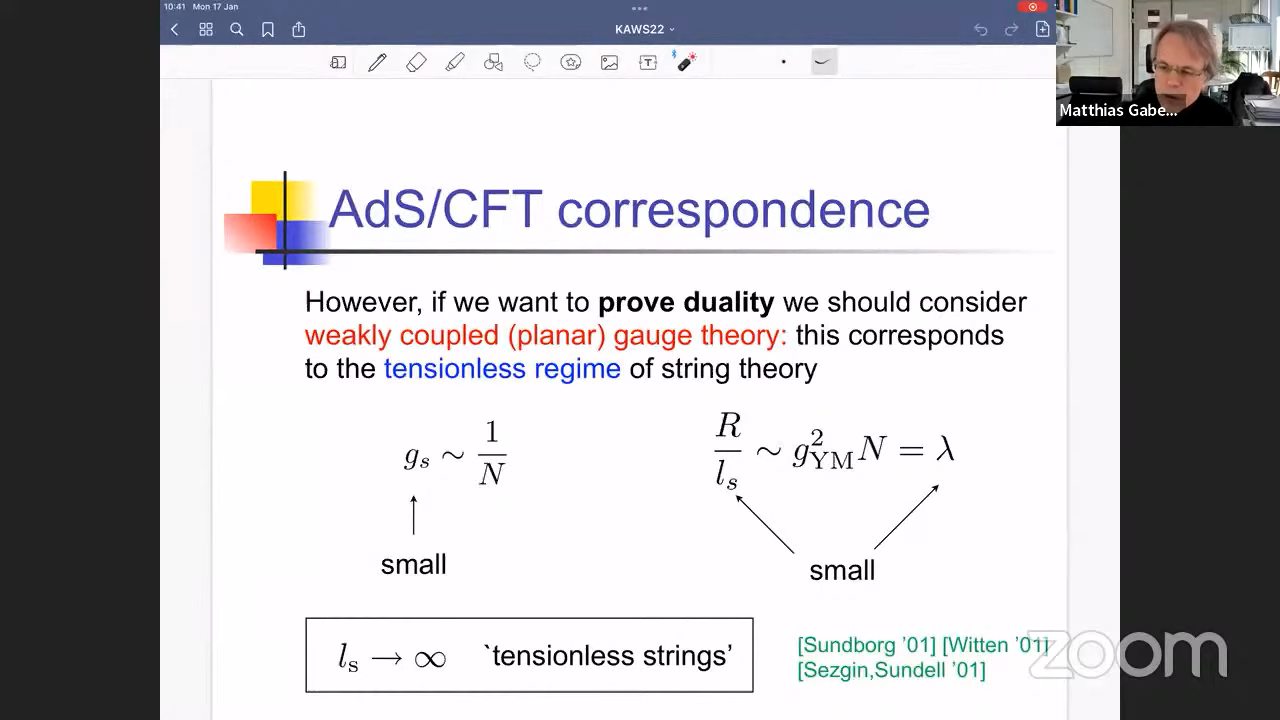 10:41 Mon 17 Jan
KAWS22
Matthias Gabe...
AdS/CFT correspondence
However, if we want to prove duality we should consider
weakly coupled (planar) gauge theory: this corresponds
to the tensionless regime of string theory
g_s ∼ 1/N
R/l_s ∼ g²_YM N = λ
small
small
l_s → ∞ `tensionless strings'
[Sundborg '01] [Witten '01]
[Sezgin,Sundell '01]
zoom